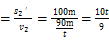 = s₂′/v₂ = 100m/(90m/t) = 10t/9